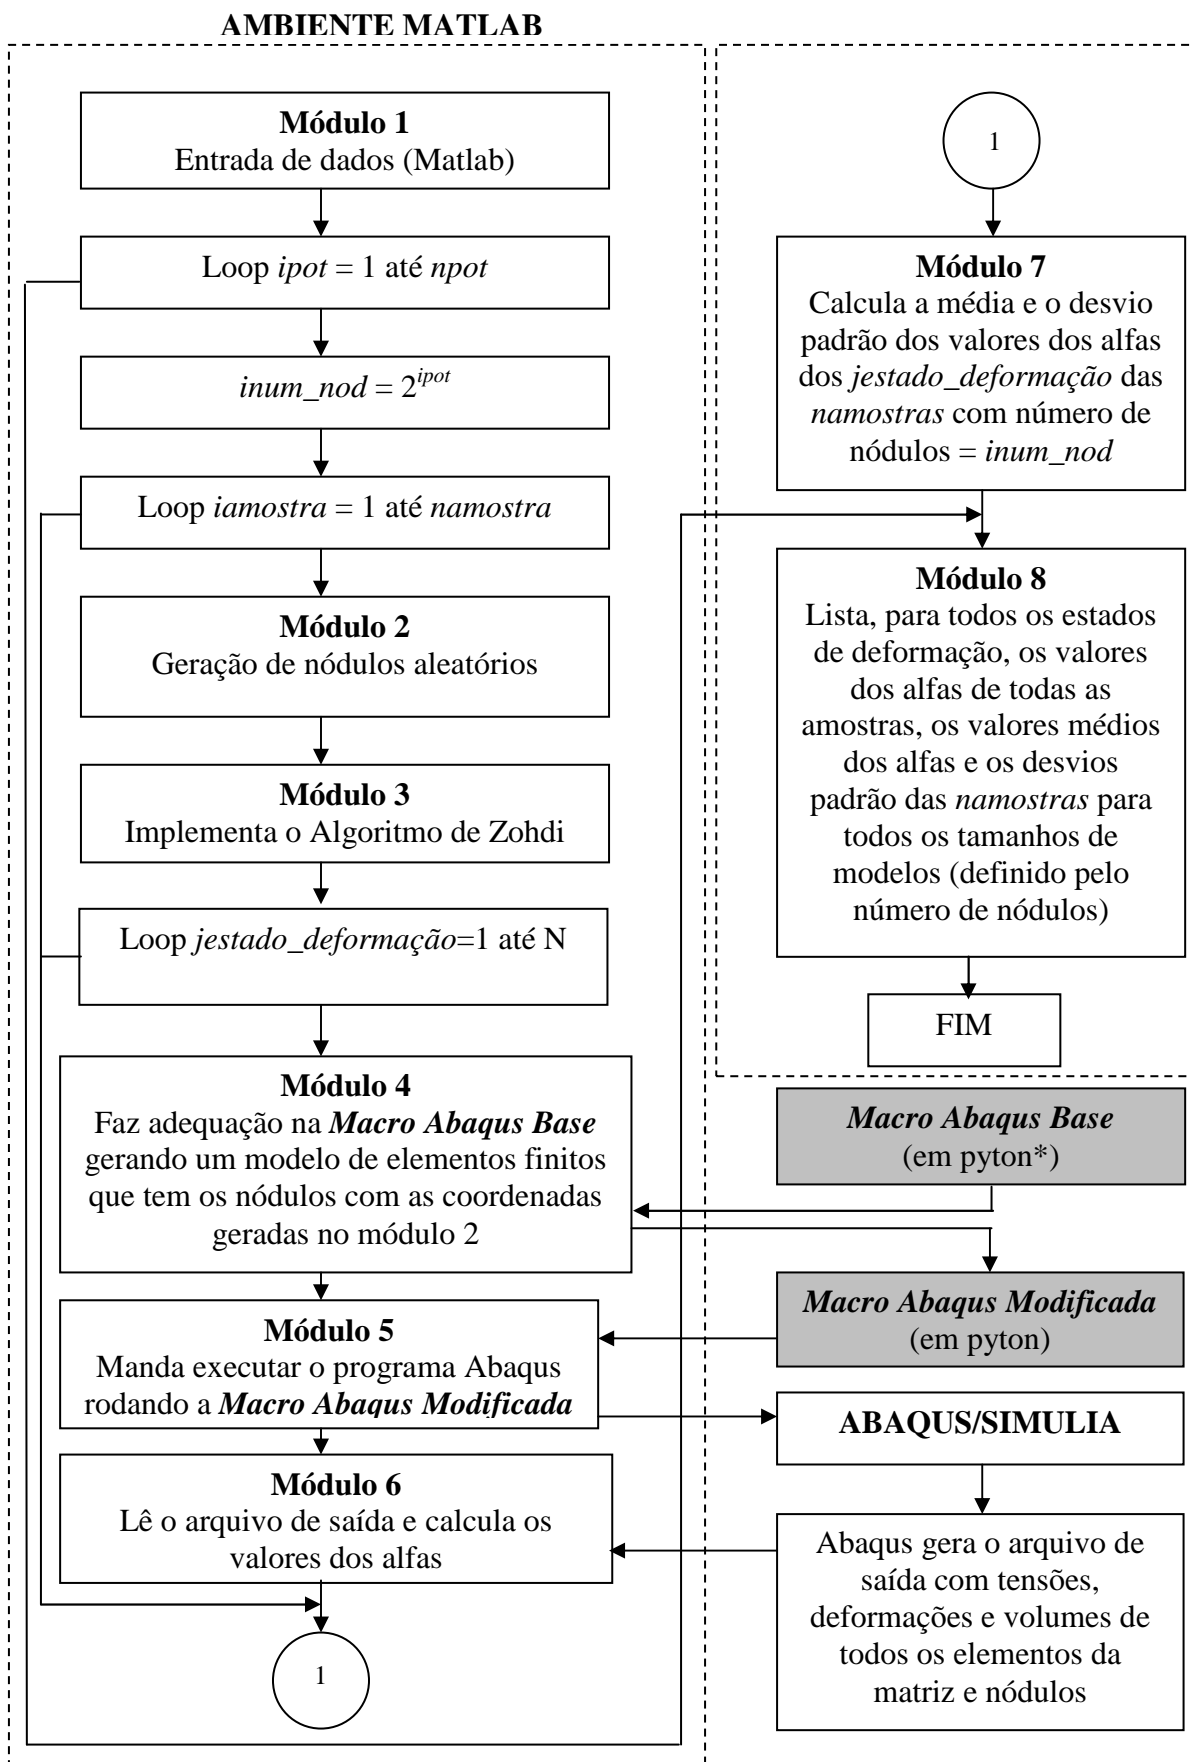 AMBIENTE MATLAB
Módulo 1
Entrada de dados (Matlab)
Loop ipot = 1 até npot
inum_nod = 2^ipot
Loop iamostra = 1 até namostra
Módulo 2
Geração de nódulos aleatórios
Módulo 3
Implementa o Algoritmo de Zohdi
Loop jestado_deformação=1 até N
Módulo 4
Faz adequação na Macro Abaqus Base
gerando um modelo de elementos finitos
que tem os nódulos com as coordenadas
geradas no módulo 2
Módulo 5
Manda executar o programa Abaqus
rodando a Macro Abaqus Modificada
Módulo 6
Lê o arquivo de saída e calcula os
valores dos alfas
1
1
Módulo 7
Calcula a média e o desvio
padrão dos valores dos alfas
dos jestado_deformação das
namostras com número de
nódulos = inum_nod
Módulo 8
Lista, para todos os estados
de deformação, os valores
dos alfas de todas as
amostras, os valores médios
dos alfas e os desvios
padrão das namostras para
todos os tamanhos de
modelos (definido pelo
número de nódulos)
FIM
Macro Abaqus Base
(em pyton*)
Macro Abaqus Modificada
(em pyton)
ABAQUS/SIMULIA
Abaqus gera o arquivo de
saída com tensões,
deformações e volumes de
todos os elementos da
matriz e nódulos